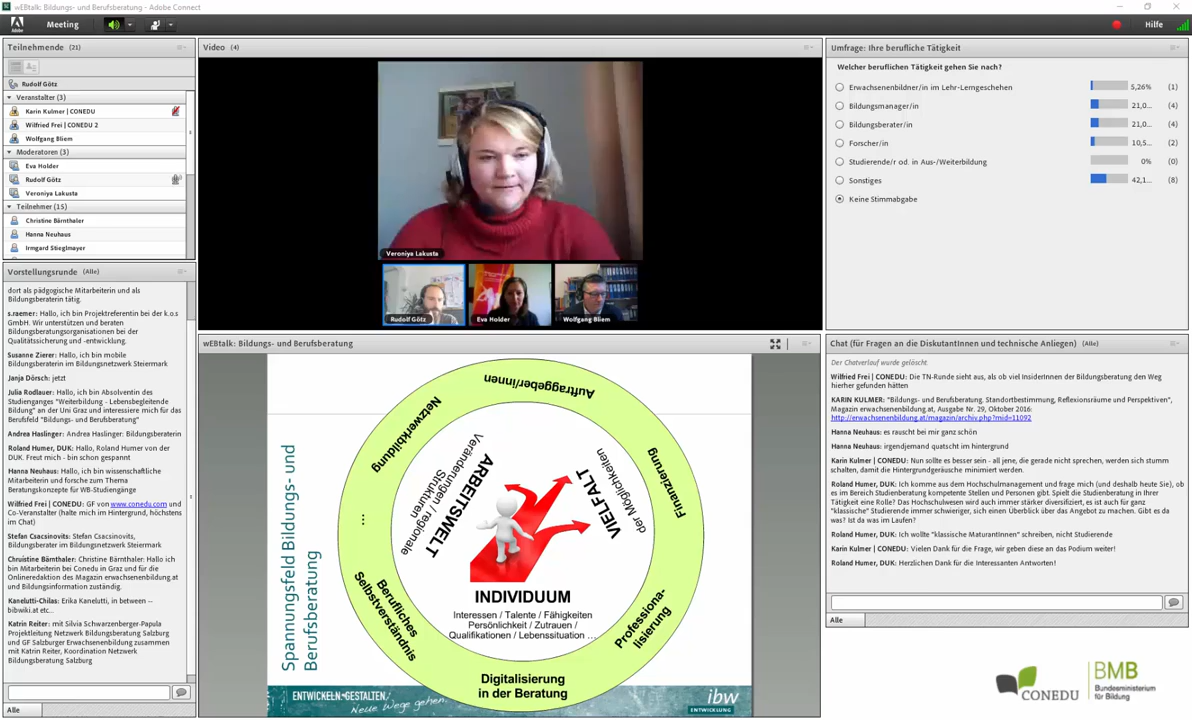 wEBtalk: Bildungs- und Berufsberatung - Adobe Connect
Adobe
Meeting
Hilfe
Teilnehmende (21)
Rudolf Götz
Veranstalter (3)
Karin Kulmer | CONEDU
Wilfried Frei | CONEDU 2
Wolfgang Bliem
Moderatoren (3)
Eva Holder
Rudolf Götz
Veroniya Lakusta
Teilnehmer (15)
Christine Bärnthaler
Hanna Neuhaus
Irmgard Stieglmayer
Vorstellungsrunde (Alle)
dort als pädgogische Mitarbeiterin und als
Bildungsberaterin tätig.
s.raemer: Hallo, ich bin Projektreferentin bei der k.o.s
GmbH. Wir unterstützen und beraten
Bildungsberatungsorganisationen bei der
Qualitätssicherung und -entwicklung.
Susanne Zierer: Hallo, ich bin mobile
Bildungsberaterin im Bildungsnetzwerk Steiermark
Janja Dörsch: jetzt
Julia Rodlauer: Hallo, ich bin Absolventin des
Studienganges "Weiterbildung - Lebensbegleitende
Bildung" an der Uni Graz und interessiere mich für das
Berufsfeld "Bildungs- und Berufsberatung"
Andrea Haslinger: Andrea Haslinger: Bildungsberaterin
Roland Humer, DUK: Hallo, Roland Humer von der
DUK. Freut mich - bin schon gespannt
Hanna Neuhaus: Hallo, ich bin wissenschaftliche
Mitarbeiterin und forsche zum Thema
Beratungskonzepte für WB-Studiengänge
Wilfried Frei | CONEDU: GF von www.conedu.com und
Co-Veranstalter (halte mich im Hintergrund, höchstens
im Chat)
Stefan Csacsinovits: Stefan Csacsinovits,
Bildungsberater im Bildungsnetzwerk Steiermark
Chruistine Bärnthaler: Christine Bärnthaler: Hallo ich
bin Mitarbeiterin bei Conedu in Graz und für die
Onlineredaktion des Magazin erwachsenenbildung.at
und Bildungsinformation zuständig.
Kanelutti-Chilas: Erika Kanelutti, in between --
bibwiki.at etc...
Katrin Reiter: mit Silvia Schwarzenberger-Papula
Projektleitung Netzwerk Bildungsberatung Salzburg
und GF Salzburger Erwachsenenbildung zusammen
mit Katrin Reiter, Koordination Netzwerk
Bildungsberatung Salzburg
Alle
Video (4)
Veroniya Lakusta
Rudolf Götz
Eva Holder
Wolfgang Bliem
wEBtalk: Bildungs- und Berufsberatung
Spannungsfeld Bildungs- und
Berufsberatung
Auftraggeber/innen
Netzwerkbildung
Finanzierung
...
Berufliches
Selbstverständnis
Professiona-
lisierung
Digitalisierung
in der Beratung
ARBEITSWELT
Veränderungen / regionale
Strukturen
VIELFALT
der Möglichkeiten
INDIVIDUUM
Interessen / Talente / Fähigkeiten
Persönlichkeit / Zutrauen /
Qualifikationen / Lebenssituation ...
ENTWICKELN.GESTALTEN.
Neue Wege gehen.
ibw
ENTWICKLUNG
Umfrage: Ihre berufliche Tätigkeit
Welcher beruflichen Tätigkeit gehen Sie nach?
Erwachsenenbildner/in im Lehr-Lerngeschehen 5,26% (1)
Bildungsmanager/in 21,0... (4)
Bildungsberater/in 21,0... (4)
Forscher/in 10,5... (2)
Studierende/r od. in Aus-/Weiterbildung 0% (0)
Sonstiges 42,1... (8)
Keine Stimmabgabe
Chat (für Fragen an die DiskutantInnen und technische Anliegen) (Alle)
Der Chatverlauf wurde gelöscht.
Wilfried Frei | CONEDU: Die TN-Runde sieht aus, als ob viel InsiderInnen der Bildungsberatung den Weg
hierher gefunden hätten
KARIN KULMER: "Bildungs- und Berufsberatung. Standortbestimmung, Reflexionsräume und Perspektiven",
Magazin erwachsenenbildung.at, Ausgabe Nr. 29, Oktober 2016:
http://erwachsenenbildung.at/magazin/archiv.php?mid=11092
Hanna Neuhaus: es rauscht bei mir ganz schön
Hanna Neuhaus: irgendjemand quatscht im hintergrund
Karin Kulmer | CONEDU: Nun sollte es besser sein - all jene, die gerade nicht sprechen, werden sich stumm
schalten, damit die Hintergrundgeräusche minimiert werden.
Roland Humer, DUK: Ich komme aus dem Hochschulmanagement und frage mich (und deshalb heute Sie), ob
es im Bereich Studienberatung kompetente Stellen und Personen gibt. Spielt die Studienberatung in Ihrer
Tätigkeit eine Rolle? Das Hochschulwesen wird auch immer stärker diversifiziert, es ist auch für ganz
"klassische" Studierende immer schwieriger, sich einen Überblick über das Angebot zu machen. Gibt es da
was? Ist da was im Laufen?
Roland Humer, DUK: Ich wollte "klassische MaturantInnen" schreiben, nicht Studierende
Karin Kulmer | CONEDU: Vielen Dank für die Frage, wir geben diese an das Podium weiter!
Roland Humer, DUK: Herzlichen Dank für die Interessanten Antworten!
Alle
CONEDU
BMB
Bundesministerium
für Bildung